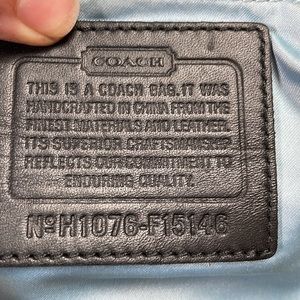 COACH
THIS IS A COACH BAG. IT WAS
HANDCRAFTED IN CHINA FROM THE
FINEST MATERIALS AND LEATHER.
ITS SUPERIOR CRAFTSMANSHIP
REFLECTS OUR COMMITMENT TO
ENDURING QUALITY.
Nº H1076-F15146